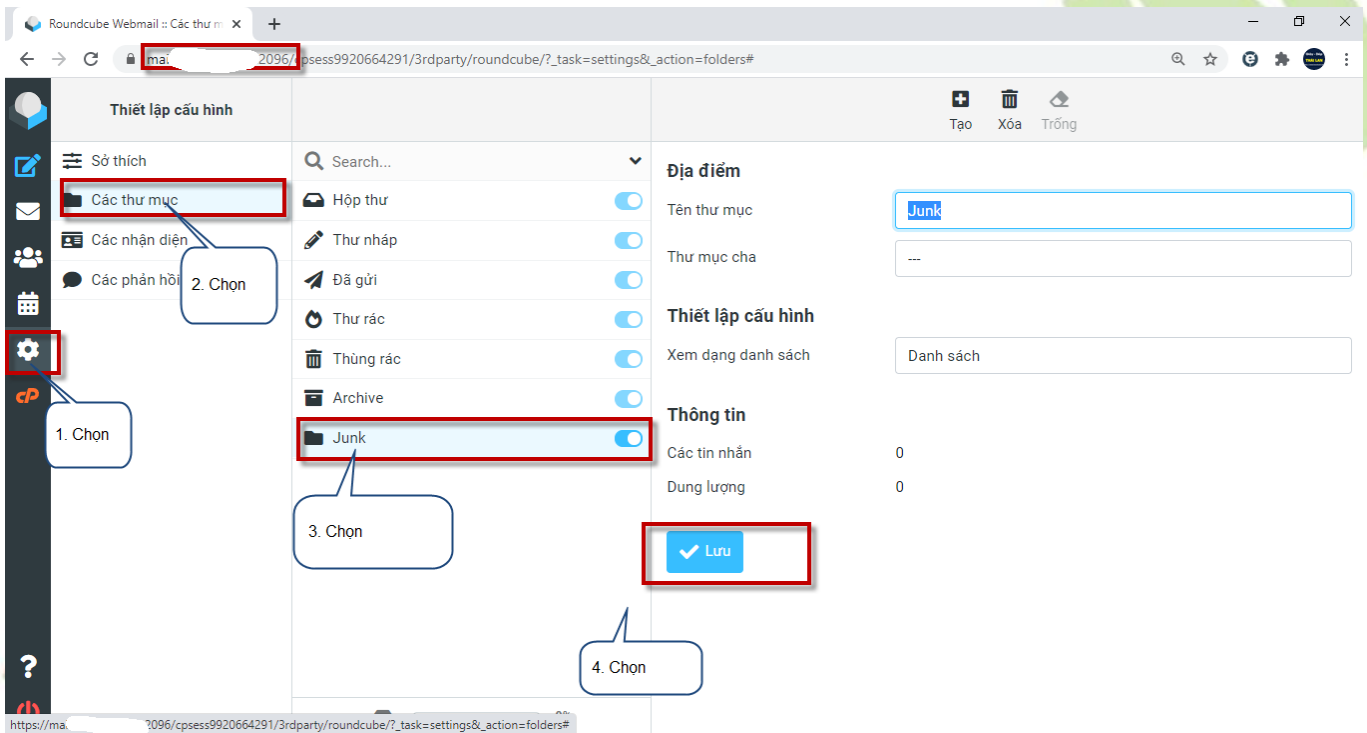 Roundcube Webmail :: Các thư m
2096/cpsess9920664291/3rdparty/roundcube/?_task=settings&_action=folders#
Thiết lập cấu hình
Tạo
Xóa
Trống
Sở thích
Các thư mục
Các nhận diện
Các phản hồi
2. Chọn
1. Chọn
Search...
Hộp thư
Thư nháp
Đã gửi
Thư rác
Thùng rác
Archive
Junk
3. Chọn
Địa điểm
Tên thư mục
Junk
Thư mục cha
---
Thiết lập cấu hình
Xem dạng danh sách
Danh sách
Thông tin
Các tin nhắn
0
Dung lượng
0
Lưu
4. Chọn
cP
?
https://ma 2096/cpsess9920664291/3rdparty/roundcube/?_task=settings&_action=folders#